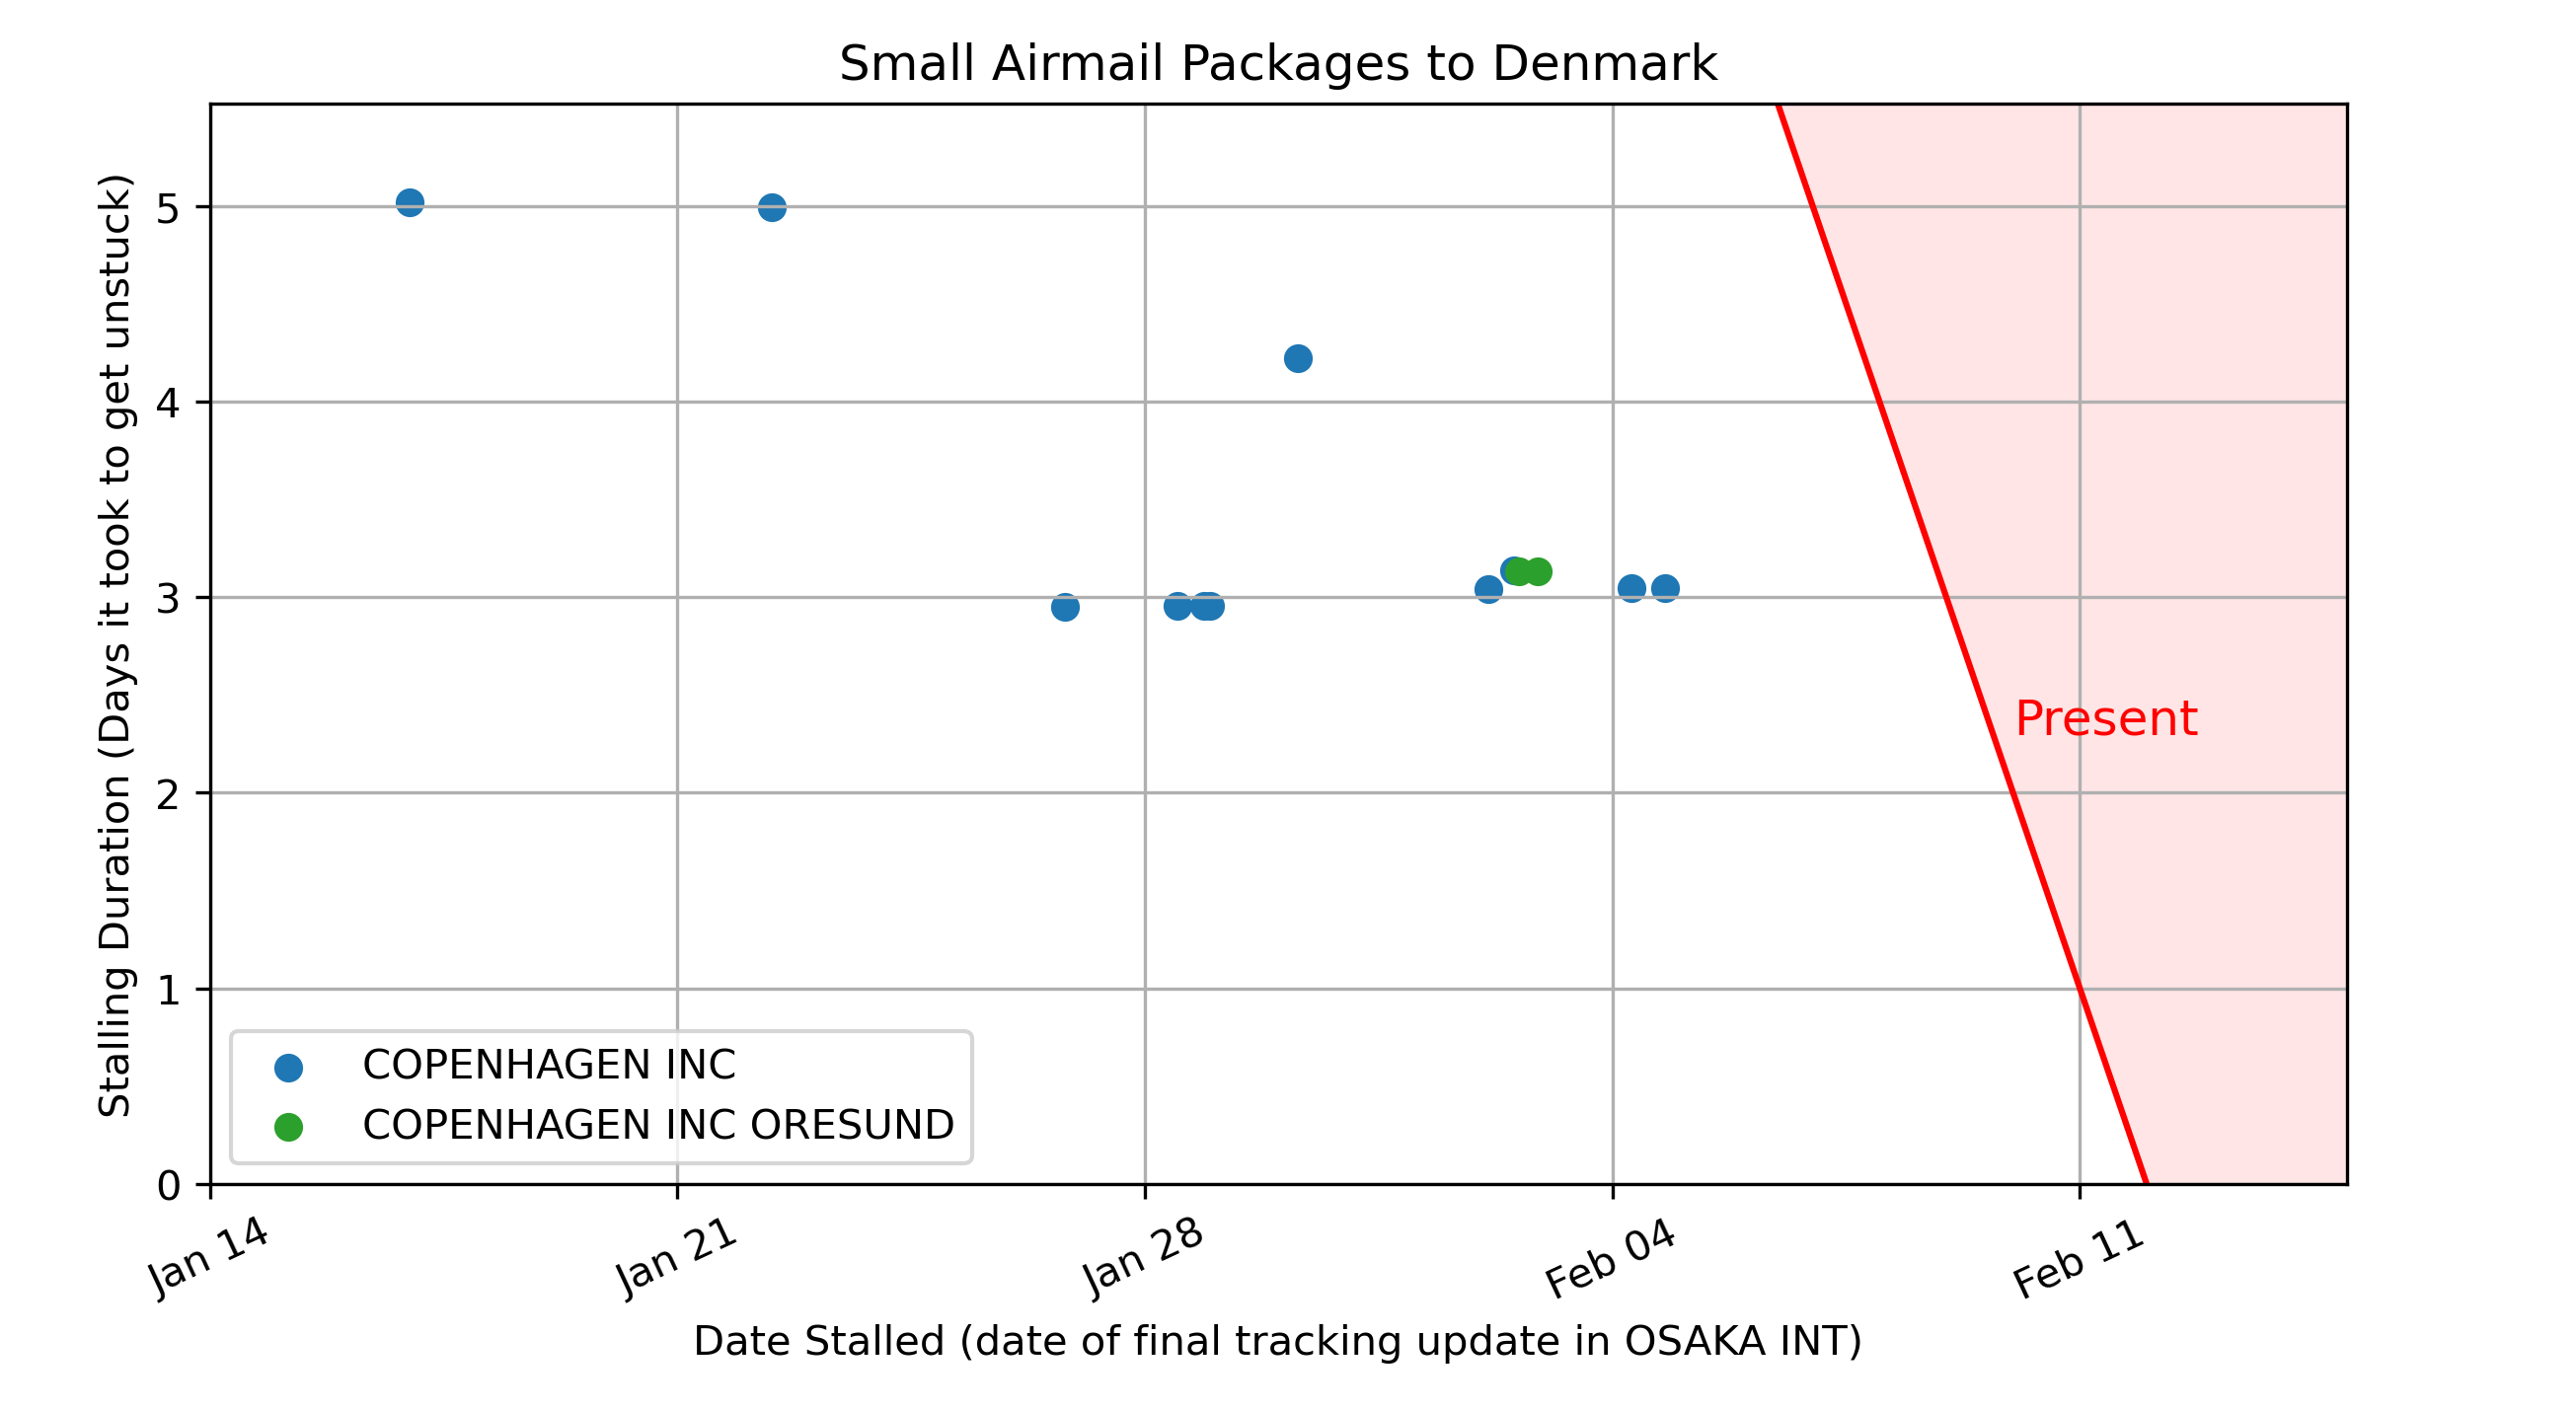 Small Airmail Packages to Denmark
Stalling Duration (Days it took to get unstuck)
5
4
3
2
1
0
Present
COPENHAGEN INC
COPENHAGEN INC ORESUND
Jan 14
Jan 21
Jan 28
Feb 04
Feb 11
Date Stalled (date of final tracking update in OSAKA INT)